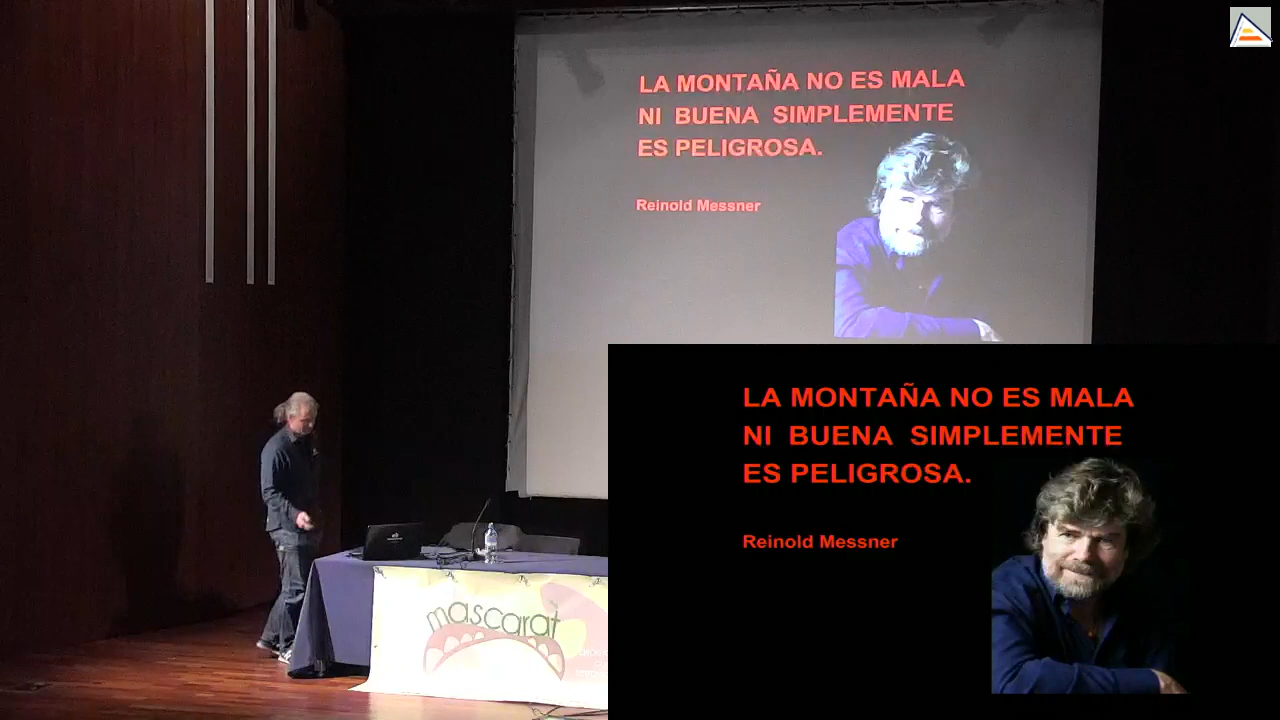 LA MONTAÑA NO ES MALA
NI BUENA SIMPLEMENTE
ES PELIGROSA.
Reinold Messner
mascarat
LA MONTAÑA NO ES MALA
NI BUENA SIMPLEMENTE
ES PELIGROSA.
Reinold Messner